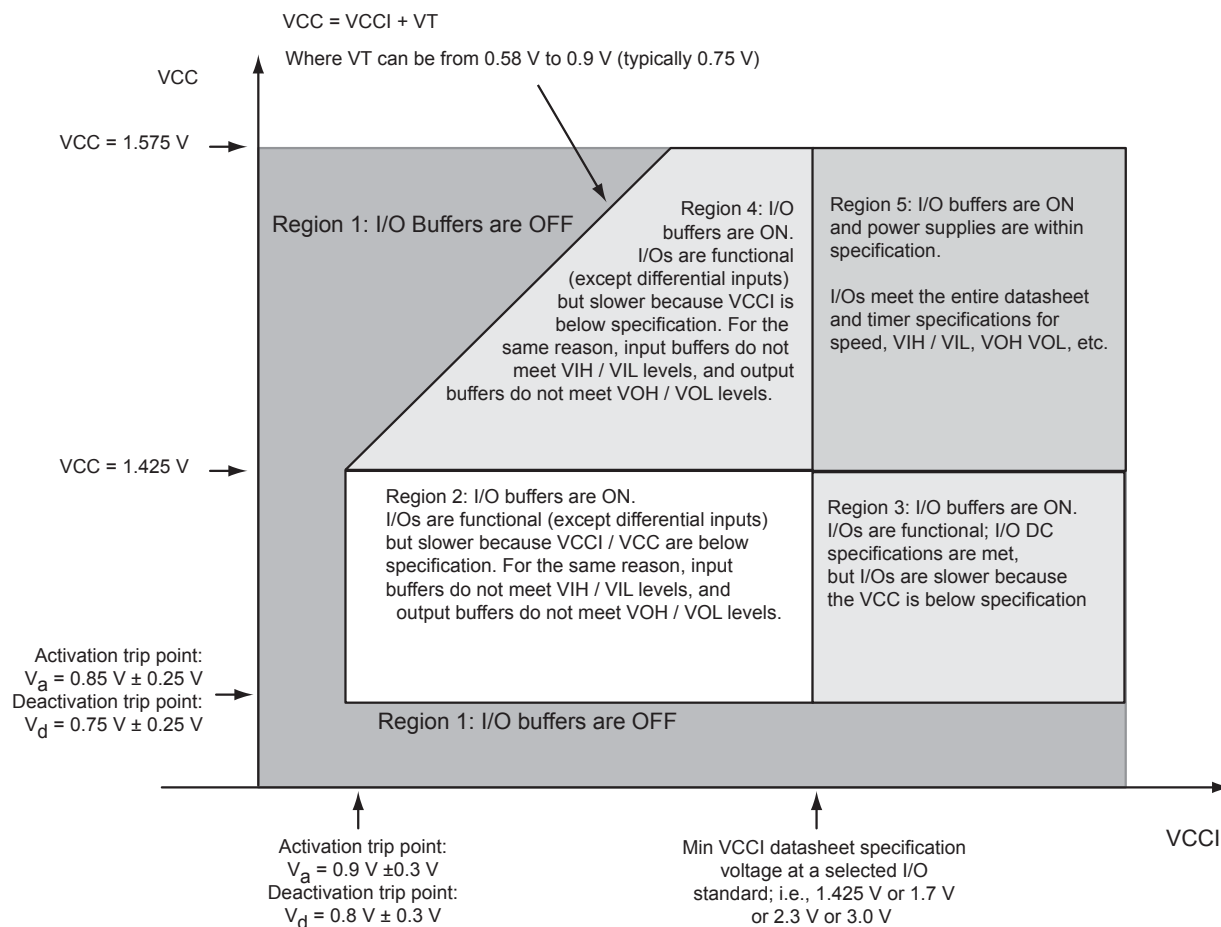 VCC = VCCI + VT
Where VT can be from 0.58 V to 0.9 V (typically 0.75 V)
VCC
VCC = 1.575 V
Region 1: I/O Buffers are OFF
Region 4: I/O
buffers are ON.
I/Os are functional
(except differential inputs)
but slower because VCCI is
below specification. For the
same reason, input buffers do not
meet VIH / VIL levels, and output
buffers do not meet VOH / VOL levels.
Region 5: I/O buffers are ON
and power supplies are within
specification.
I/Os meet the entire datasheet
and timer specifications for
speed, VIH / VIL, VOH VOL, etc.
VCC = 1.425 V
Region 2: I/O buffers are ON.
I/Os are functional (except differential inputs)
but slower because VCCI / VCC are below
specification. For the same reason, input
buffers do not meet VIH / VIL levels, and
output buffers do not meet VOH / VOL levels.
Region 3: I/O buffers are ON.
I/Os are functional; I/O DC
specifications are met,
but I/Os are slower because
the VCC is below specification
Activation trip point:
Va = 0.85 V ± 0.25 V
Deactivation trip point:
Vd = 0.75 V ± 0.25 V
Region 1: I/O buffers are OFF
VCCI
Activation trip point:
Va = 0.9 V ±0.3 V
Deactivation trip point:
Vd = 0.8 V ± 0.3 V
Min VCCI datasheet specification
voltage at a selected I/O
standard; i.e., 1.425 V or 1.7 V
or 2.3 V or 3.0 V